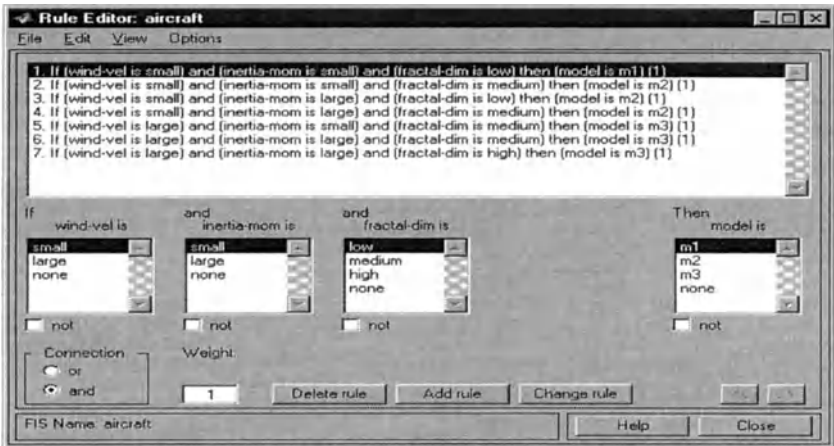 Rule Editor: aircraft
File Edit View Options
1. If (wind-vel is small) and (inertia-mom is small) and (fractal-dim is low) then (model is m1) (1)
2. If (wind-vel is small) and (inertia-mom is small) and (fractal-dim is medium) then (model is m2) (1)
3. If (wind-vel is small) and (inertia-mom is large) and (fractal-dim is low) then (model is m2) (1)
4. If (wind-vel is small) and (inertia-mom is large) and (fractal-dim is medium) then (model is m2) (1)
5. If (wind-vel is large) and (inertia-mom is small) and (fractal-dim is medium) then (model is m3) (1)
6. If (wind-vel is large) and (inertia-mom is large) and (fractal-dim is medium) then (model is m3) (1)
7. If (wind-vel is large) and (inertia-mom is large) and (fractal-dim is high) then (model is m3) (1)
If and and Then
wind-vel is inertia-mom is fractal-dim is model is
small small low m1
large large medium m2
none none high m3
none none
not not not not
Connection Weight:
or
and 1 Delete rule Add rule Change rule << >>
FIS Name: aircraft Help Close